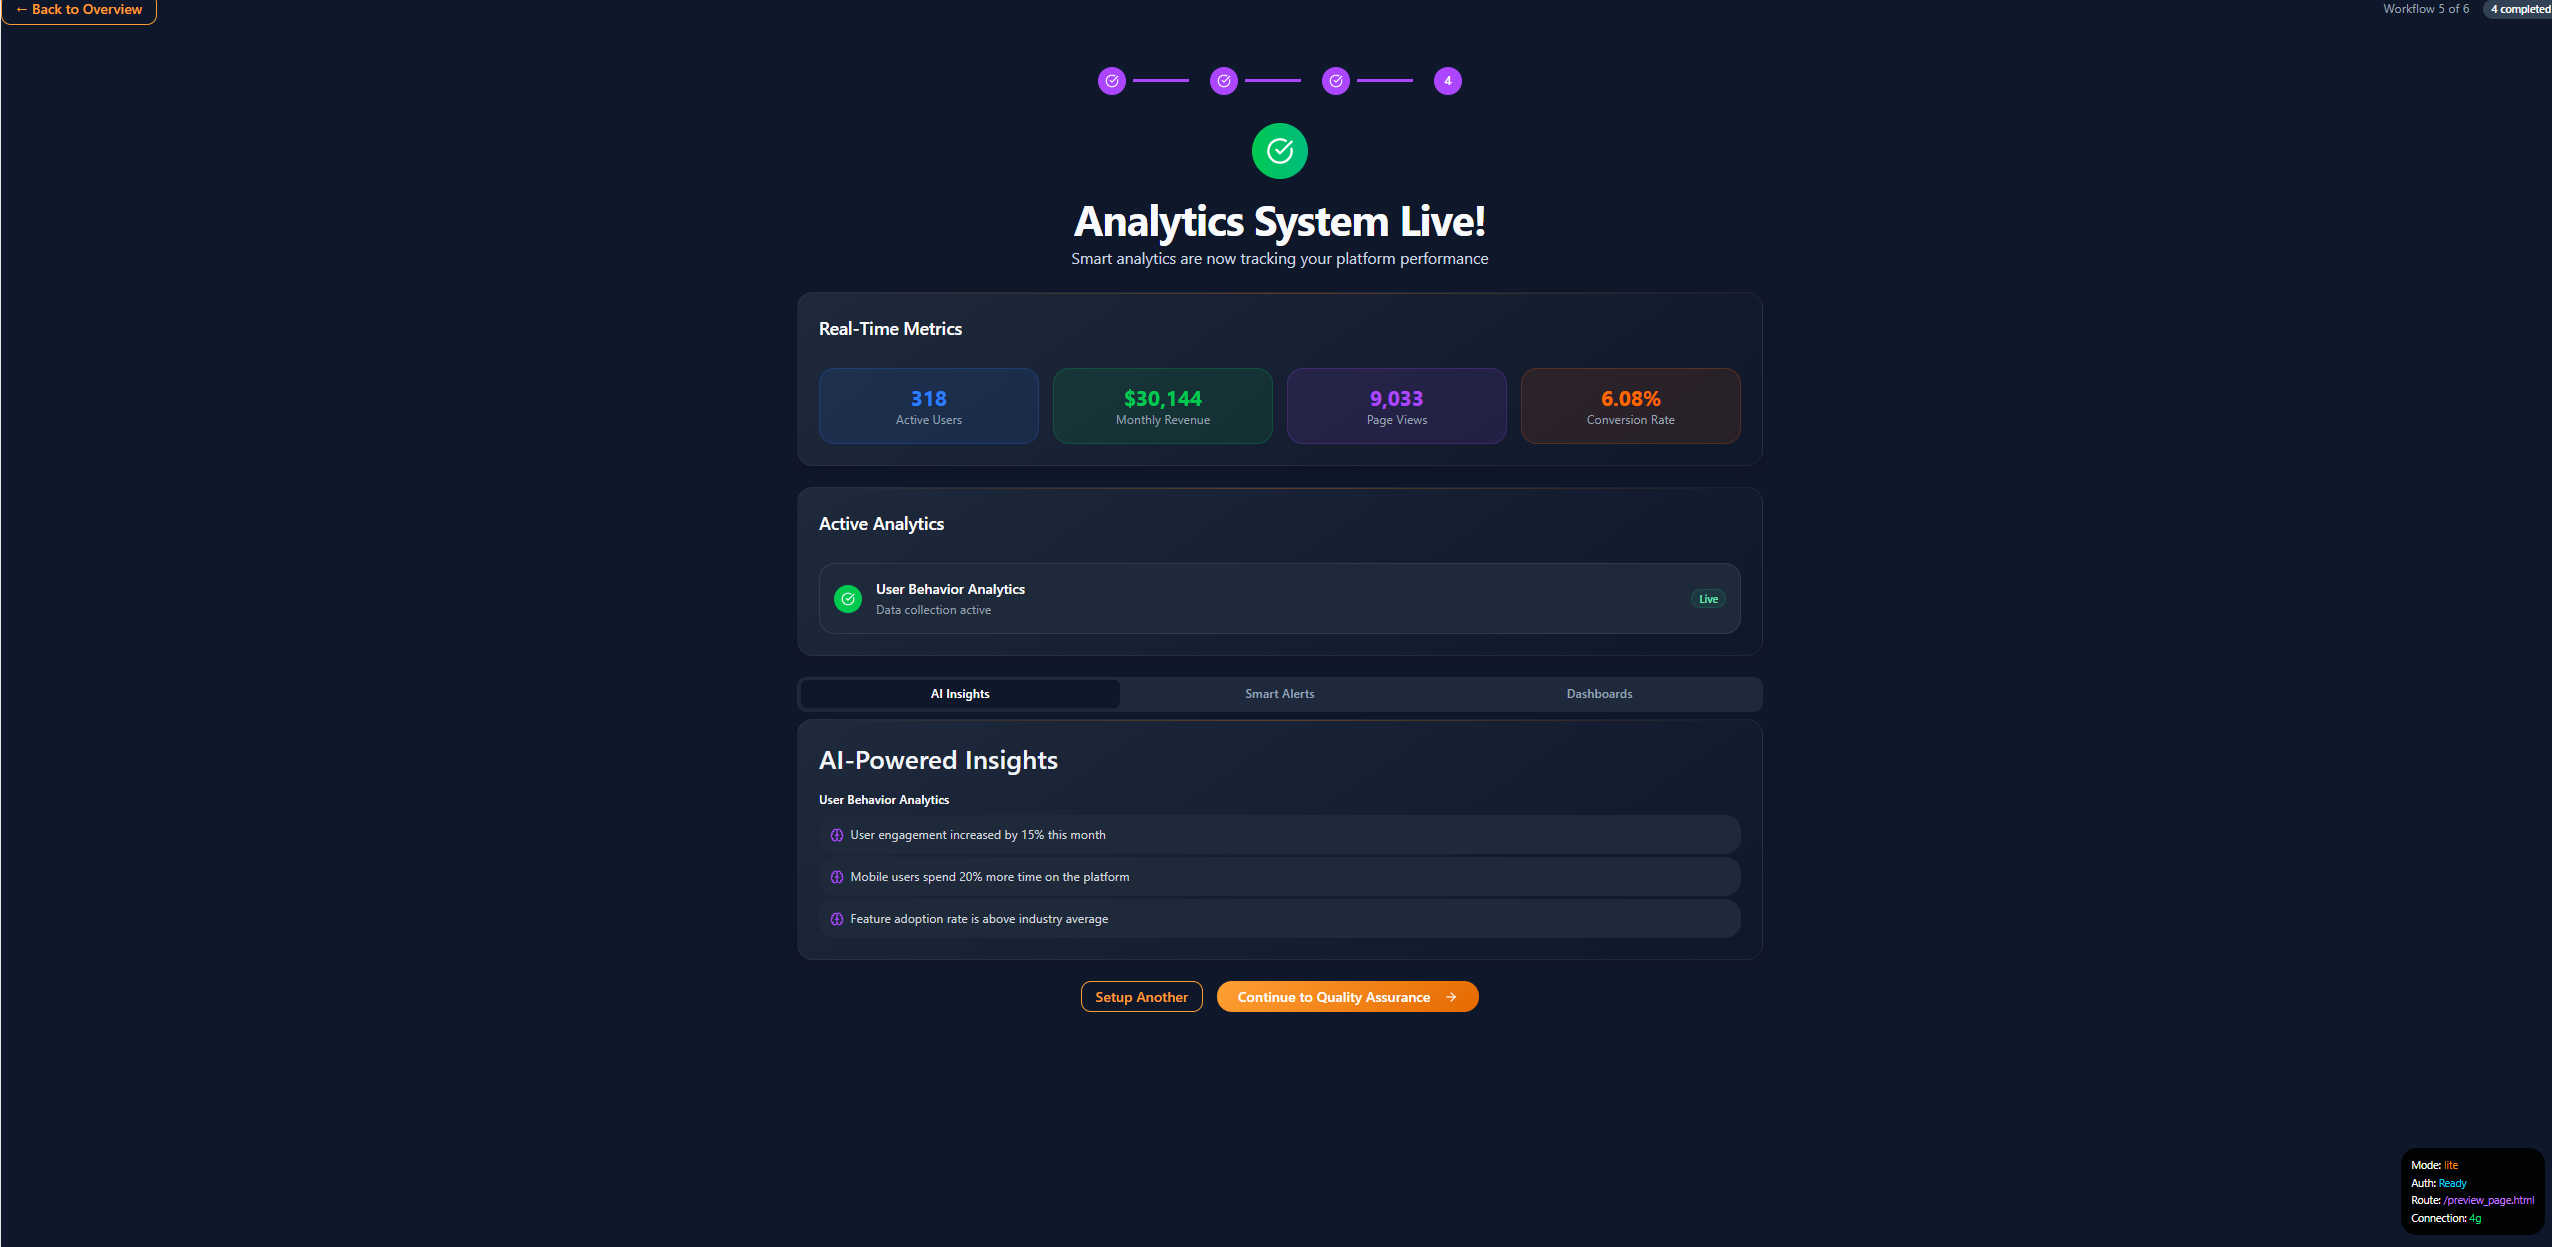 ← Back to Overview
Workflow 5 of 6
4 completed
4
Analytics System Live!
Smart analytics are now tracking your platform performance
Real-Time Metrics
318
Active Users
$30,144
Monthly Revenue
9,033
Page Views
6.08%
Conversion Rate
Active Analytics
User Behavior Analytics
Data collection active
Live
AI Insights
Smart Alerts
Dashboards
AI-Powered Insights
User Behavior Analytics
User engagement increased by 15% this month
Mobile users spend 20% more time on the platform
Feature adoption rate is above industry average
Setup Another
Continue to Quality Assurance →
Mode: lite
Auth: Ready
Route: /preview_page.html
Connection: 4g